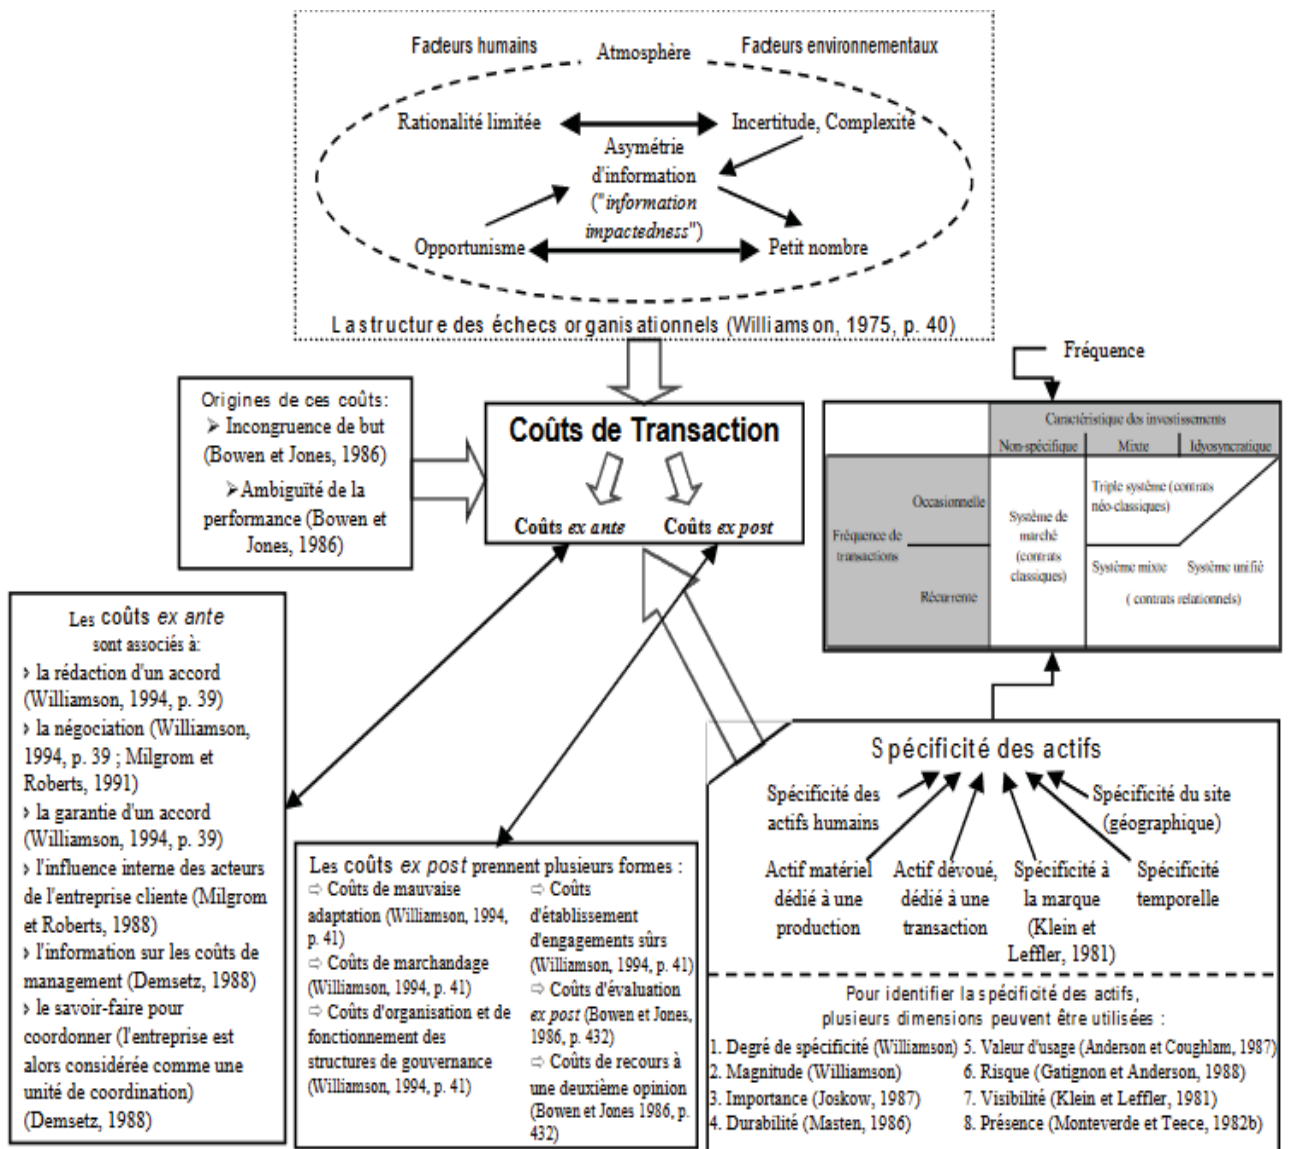 Facteurs humains
Atmosphère
Facteurs environnementaux
Rationalité limitée
Incertitude, Complexité
Asymétrie
d'information
("information
impactedness")
Opportunisme
Petit nombre
La structure des échecs organisationnels (Williamson, 1975, p. 40)
Fréquence
Origines de ces coûts:
➢ Incongruence de but
(Bowen et Jones, 1986)
➢Ambiguïté de la
performance (Bowen et
Jones, 1986)
Coûts de Transaction
Coûts ex ante
Coûts ex post
Caractéristique des investissements
Non-spécifique
Mixte
Idyosyncratique
Fréquence de
transactions
Occasionnelle
Récurrente
Système de
marché
(contrats
classiques)
Triple système (contrats
néo-classiques)
Système mixte
Système unifié
( contrats relationnels)
Les coûts ex ante
sont associés à:
› la rédaction d'un accord
(Williamson, 1994, p. 39)
› la négociation (Williamson,
1994, p. 39 ; Milgrom et
Roberts, 1991)
› la garantie d'un accord
(Williamson, 1994, p. 39)
› l'influence interne des acteurs
de l'entreprise cliente (Milgrom
et Roberts, 1988)
› l'information sur les coûts de
management (Demsetz, 1988)
› le savoir-faire pour
coordonner (l'entreprise est
alors considérée comme une
unité de coordination)
(Demsetz, 1988)
Les coûts ex post prennent plusieurs formes :
⇨ Coûts de mauvaise
adaptation (Williamson, 1994,
p. 41)
⇨ Coûts de marchandage
(Williamson, 1994, p. 41)
⇨ Coûts d'organisation et de
fonctionnement des
structures de gouvernance
(Williamson, 1994, p. 41)
⇨ Coûts
d'établissement
d'engagements sûrs
(Williamson, 1994, p. 41)
⇨ Coûts d'évaluation
ex post (Bowen et Jones,
1986, p. 432)
⇨ Coûts de recours à
une deuxième opinion
(Bowen et Jones 1986, p.
432)
Spécificité des actifs
Spécificité des
actifs humains
Spécificité du site
(géographique)
Actif matériel
dédié à une
production
Actif dévoué,
dédié à une
transaction
Spécificité à
la marque
(Klein et
Leffler, 1981)
Spécificité
temporelle
Pour identifier la spécificité des actifs,
plusieurs dimensions peuvent être utilisées :
1. Degré de spécificité (Williamson)
2. Magnitude (Williamson)
3. Importance (Joskow, 1987)
4. Durabilité (Masten, 1986)
5. Valeur d'usage (Anderson et Coughlam, 1987)
6. Risque (Gatignon et Anderson, 1988)
7. Visibilité (Klein et Leffler, 1981)
8. Présence (Monteverde et Teece, 1982b)